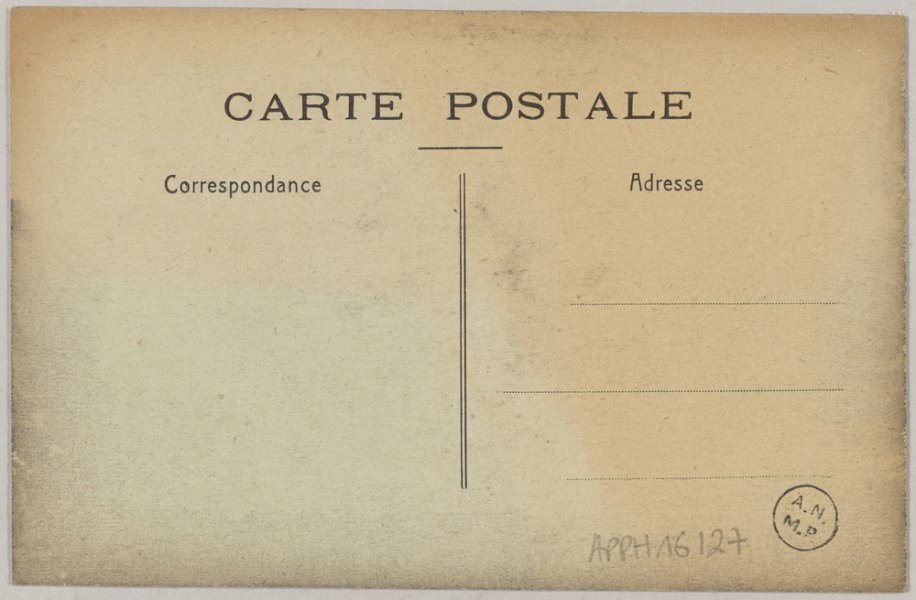 CARTE POSTALE
Correspondance
Adresse
A.N.
M.P.
APPH16127